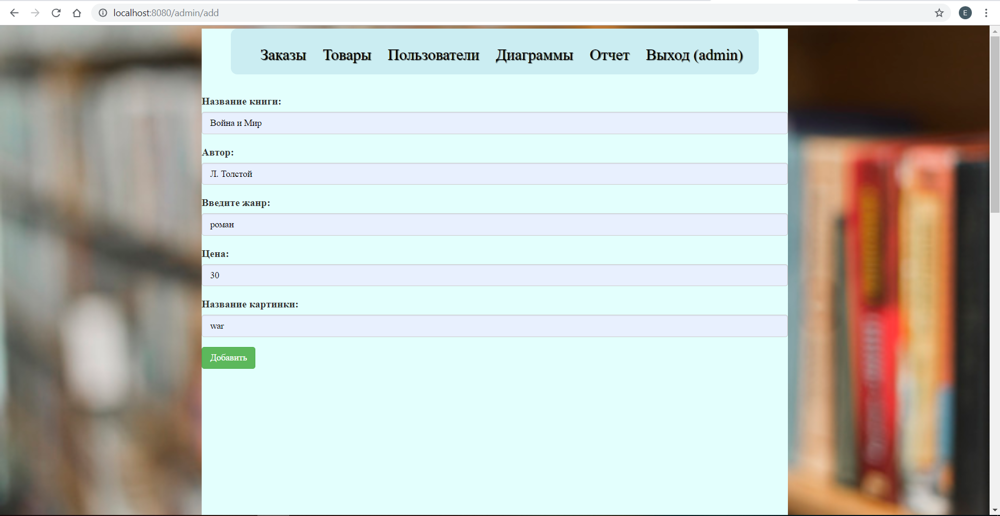 localhost:8080/admin/add
E
Заказы Товары Пользователи Диаграммы Отчет Выход (admin)
Название книги:
Война и Мир
Автор:
Л. Толстой
Введите жанр:
роман
Цена:
30
Название картинки:
war
Добавить